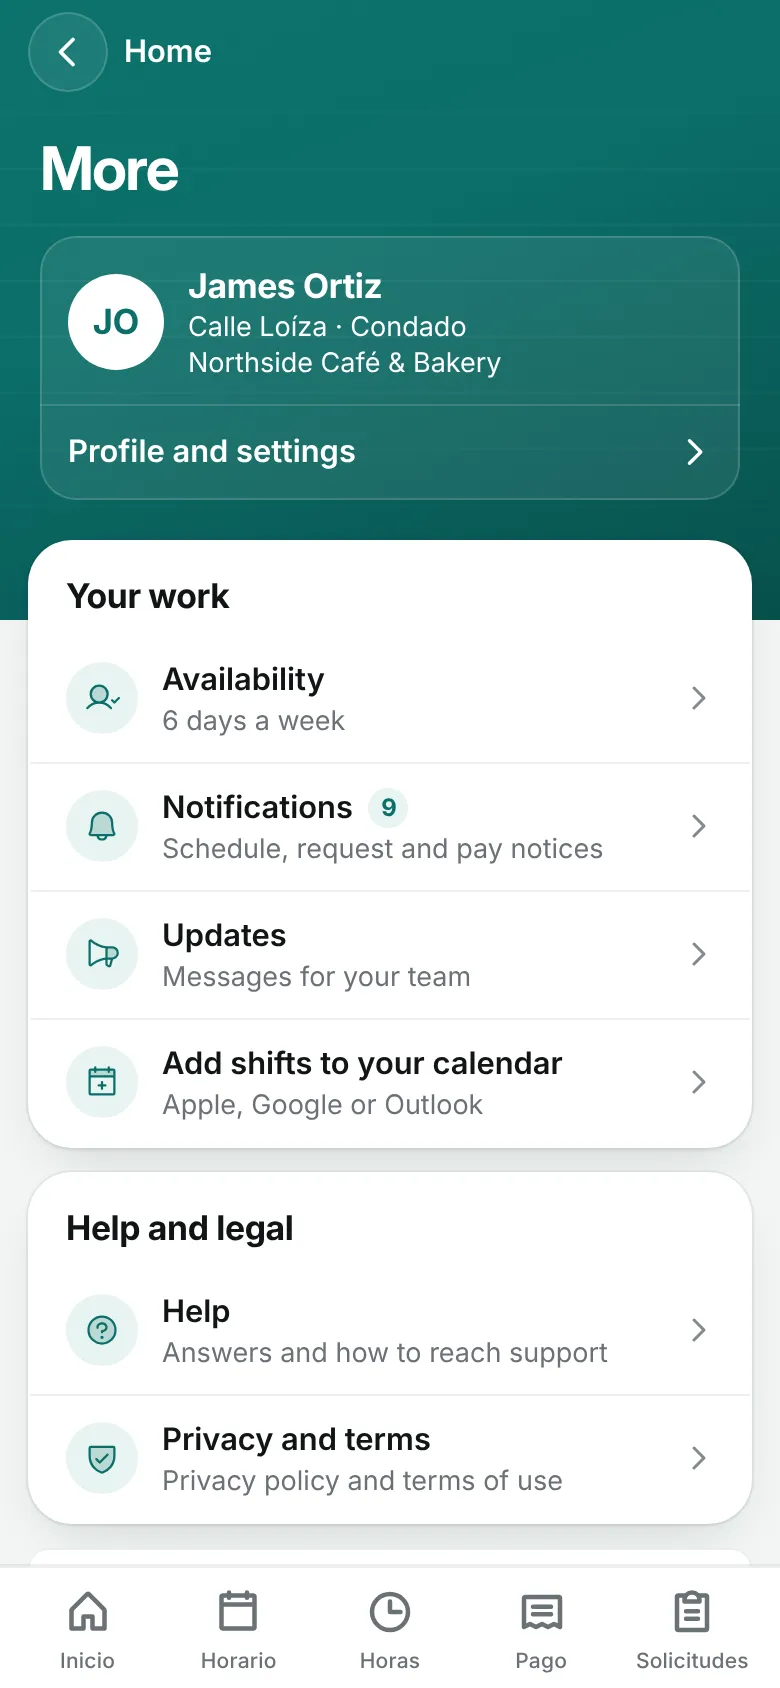 Home
More
JO
James Ortiz
Calle Loíza · Condado
Northside Café & Bakery
Profile and settings
Your work
Availability
6 days a week
Notifications 9
Schedule, request and pay notices
Updates
Messages for your team
Add shifts to your calendar
Apple, Google or Outlook
Help and legal
Help
Answers and how to reach support
Privacy and terms
Privacy policy and terms of use
Inicio
Horario
Horas
Pago
Solicitudes